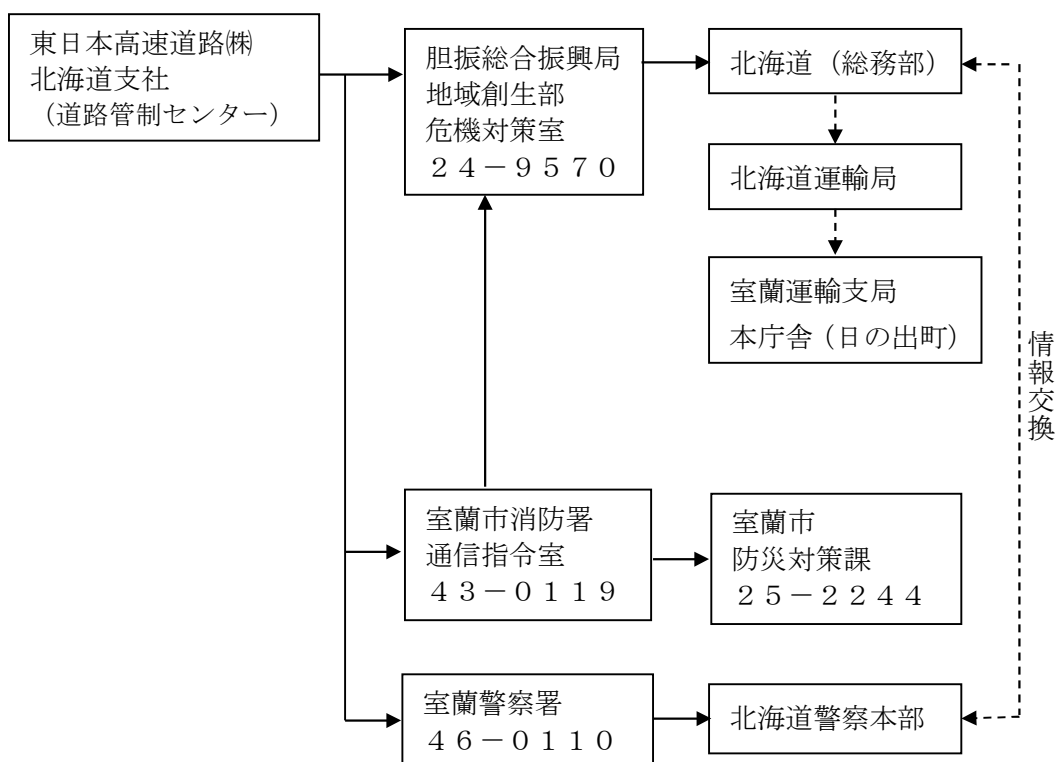 東日本高速道路㈱
北海道支社
（道路管制センター）
胆振総合振興局
地域創生部
危機対策室
２４－９５７０
北海道（総務部）
北海道運輸局
室蘭運輸支局
本庁舎（日の出町）
情報交換
室蘭市消防署
通信指令室
４３－０１１９
室蘭市
防災対策課
２５－２２４４
室蘭警察署
４６－０１１０
北海道警察本部